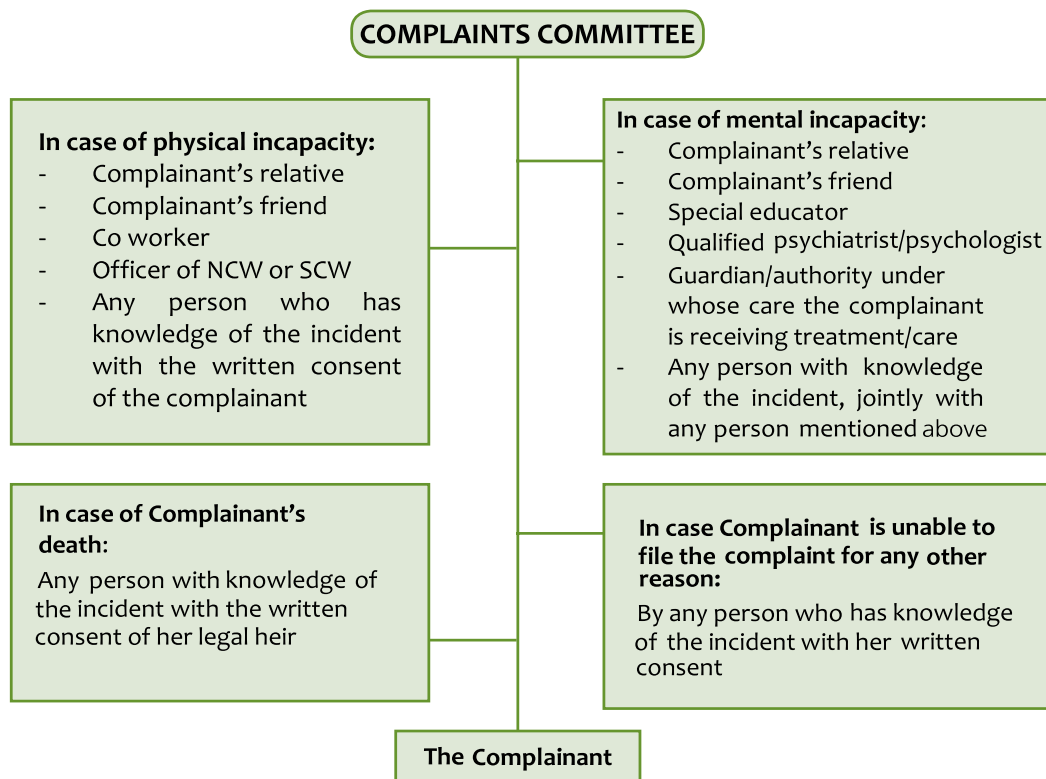 COMPLAINTS COMMITTEE
In case of physical incapacity:
- Complainant’s relative
- Complainant’s friend
- Co worker
- Officer of NCW or SCW
- Any person who has
knowledge of the incident
with the written consent
of the complainant
In case of mental incapacity:
- Complainant’s relative
- Complainant’s friend
- Special educator
- Qualified psychiatrist/psychologist
- Guardian/authority under
whose care the complainant
is receiving treatment/care
- Any person with knowledge
of the incident, jointly with
any person mentioned above
In case of Complainant’s
death:
Any person with knowledge of
the incident with the written
consent of her legal heir
In case Complainant is unable to
file the complaint for any other
reason:
By any person who has knowledge
of the incident with her written
consent
The Complainant